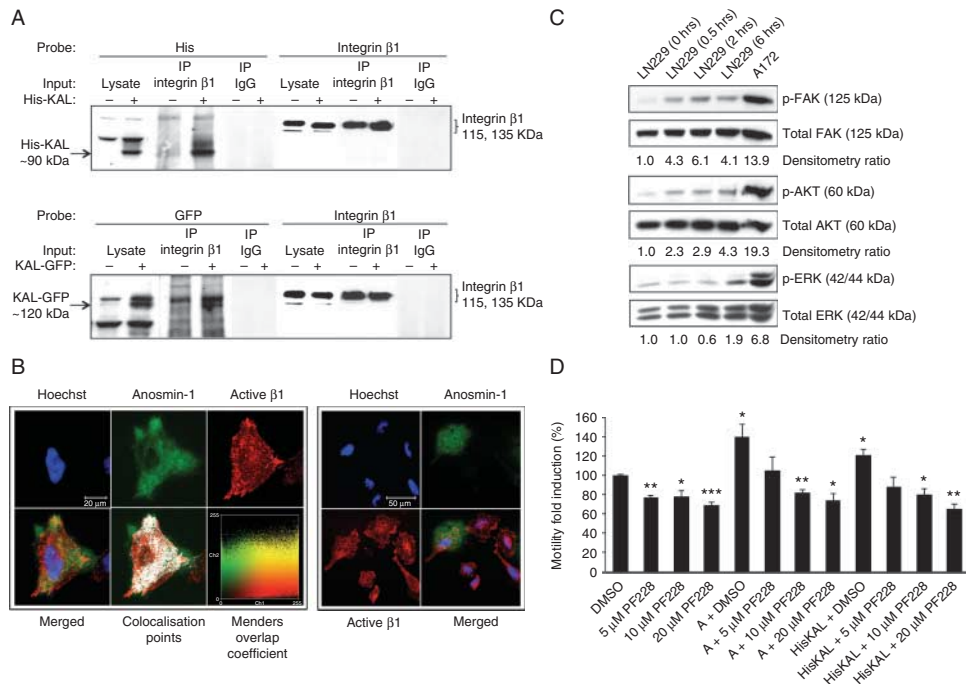 A
Probe: His Integrin β1
Input: Lysate IP integrin β1 IP IgG Lysate IP integrin β1 IP IgG
His-KAL: – + – + – + – + – + – +
His-KAL ~90 kDa
Integrin β1 115, 135 KDa
Probe: GFP Integrin β1
Input: Lysate IP integrin β1 IP IgG Lysate IP integrin β1 IP IgG
KAL-GFP: – + – + – + – + – + – +
KAL-GFP ~120 kDa
Integrin β1 115, 135 KDa
B
Hoechst Anosmin-1 Active β1
20 μm
255
Ch2
0
Ch1
255
Merged Colocalisation points Menders overlap coefficient
Hoechst Anosmin-1
50 μm
Active β1 Merged
C
LN229 (0 hrs) LN229 (0.5 hrs) LN229 (2 hrs) LN229 (6 hrs) A172
p-FAK (125 kDa)
Total FAK (125 kDa)
1.0 4.3 6.1 4.1 13.9 Densitometry ratio
p-AKT (60 kDa)
Total AKT (60 kDa)
1.0 2.3 2.9 4.3 19.3 Densitometry ratio
p-ERK (42/44 kDa)
Total ERK (42/44 kDa)
1.0 1.0 0.6 1.9 6.8 Densitometry ratio
D
Motility fold induction (%)
160
140
120
100
80
60
40
20
0
** * *** * ** * * * **
DMSO
5 μM PF228
10 μM PF228
20 μM PF228
A + DMSO
A + 5 μM PF228
A + 10 μM PF228
A + 20 μM PF228
HisKAL + DMSO
HisKAL + 5 μM PF228
HisKAL + 10 μM PF228
HisKAL + 20 μM PF228